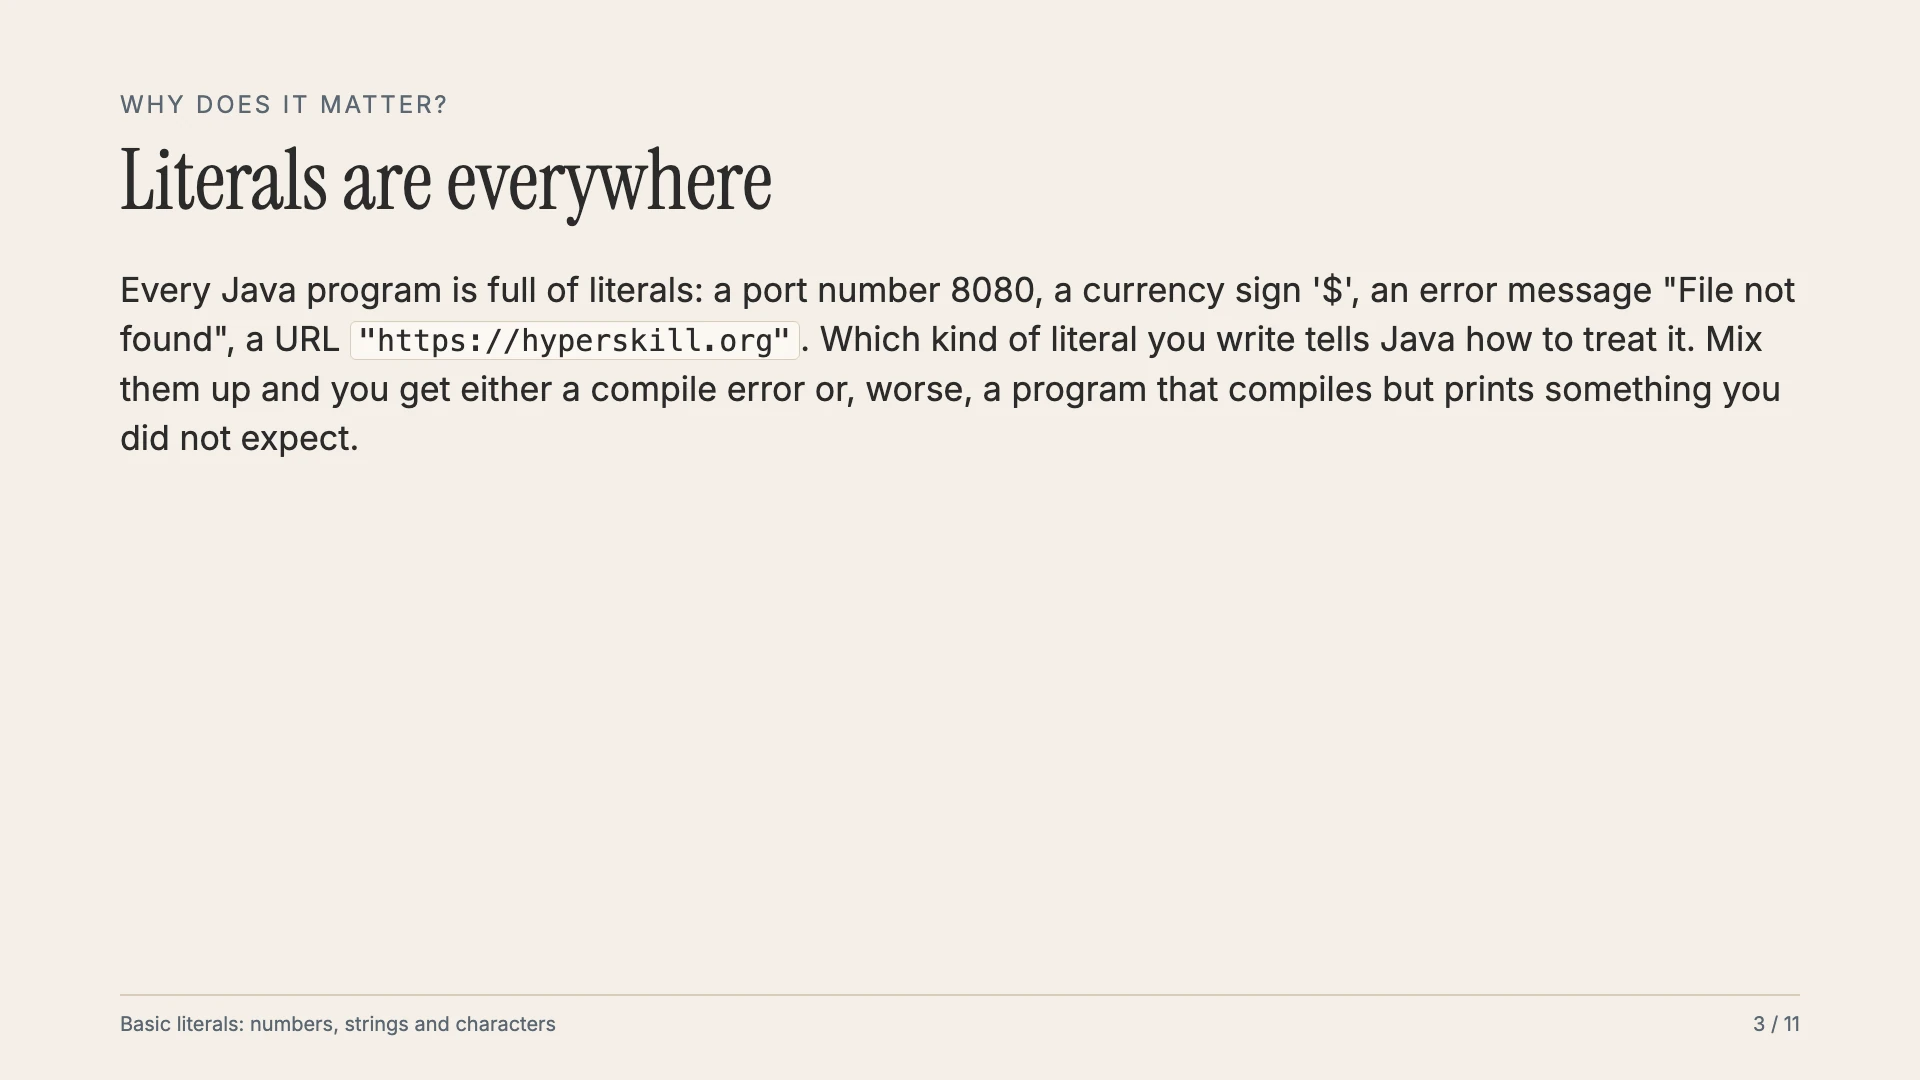 WHY DOES IT MATTER?
Literals are everywhere
Every Java program is full of literals: a port number 8080, a currency sign '$', an error message "File not
found", a URL "https://hyperskill.org". Which kind of literal you write tells Java how to treat it. Mix
them up and you get either a compile error or, worse, a program that compiles but prints something you
did not expect.
Basic literals: numbers, strings and characters
3 / 11